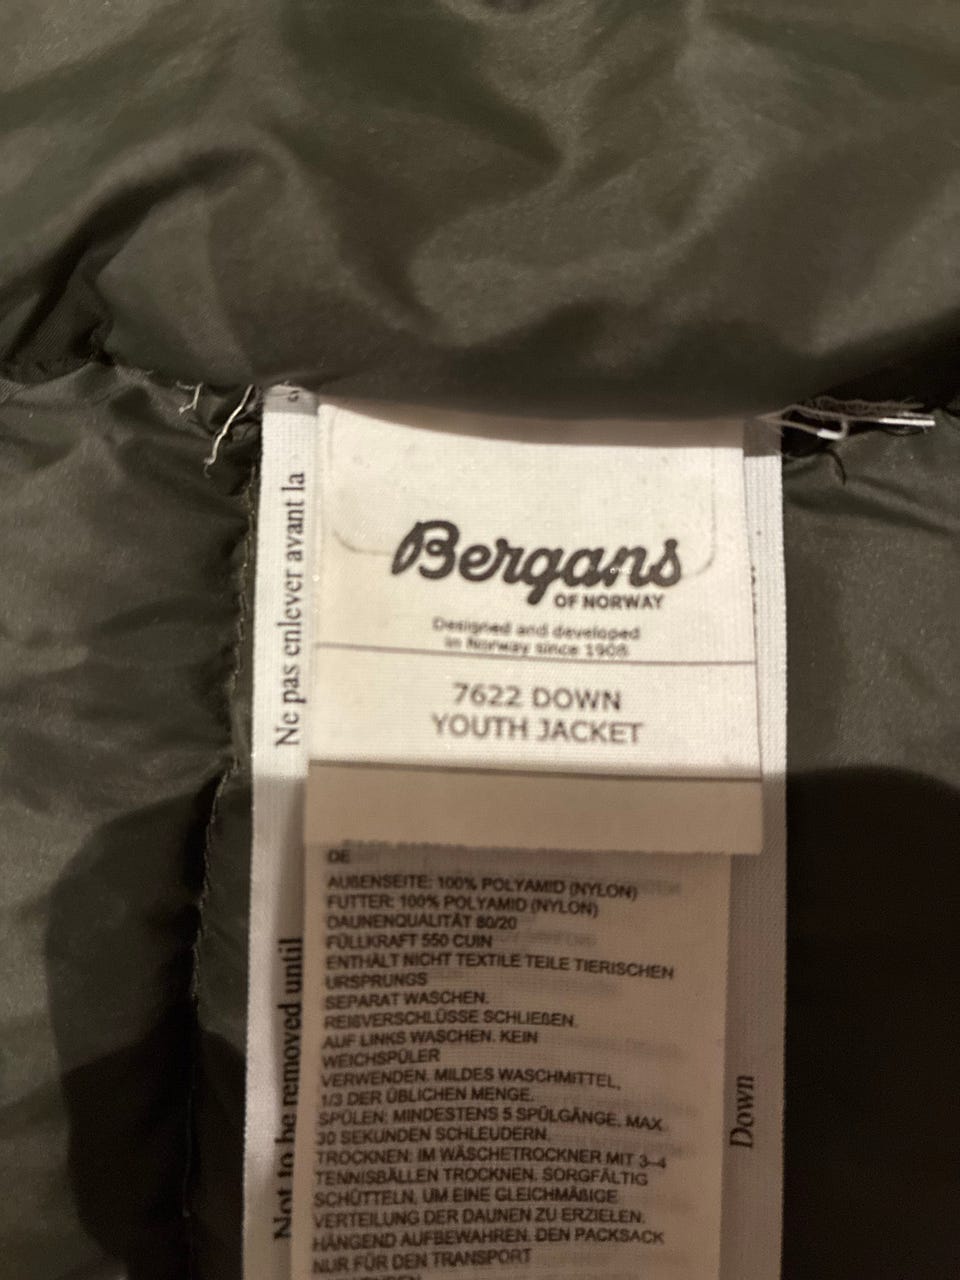 Bergans
OF NORWAY
Designed and developed
in Norway since 1908
7622 DOWN
YOUTH JACKET
DE
AUßENSEITE: 100% POLYAMID (NYLON)
FUTTER: 100% POLYAMID (NYLON)
DAUNENQUALITÄT 80/20
FÜLLKRAFT 550 CUIN
ENTHÄLT NICHT TEXTILE TEILE TIERISCHEN
URSPRUNGS
SEPARAT WASCHEN.
REIßVERSCHLÜSSE SCHLIEßEN.
AUF LINKS WASCHEN. KEIN
WEICHSPÜLER
VERWENDEN. MILDES WASCHMITTEL,
1/3 DER ÜBLICHEN MENGE.
SPÜLEN: MINDESTENS 5 SPÜLGÄNGE. MAX.
30 SEKUNDEN SCHLEUDERN.
TROCKNEN: IM WÄSCHETROCKNER MIT 3-4
TENNISBÄLLEN TROCKNEN. SORGFÄLTIG
SCHÜTTELN, UM EINE GLEICHMÄßIGE
VERTEILUNG DER DAUNEN ZU ERZIELEN.
HÄNGEND AUFBEWAHREN. DEN PACKSACK
NUR FÜR DEN TRANSPORT
Ne pas enlever avant la
Not to be removed until
Down